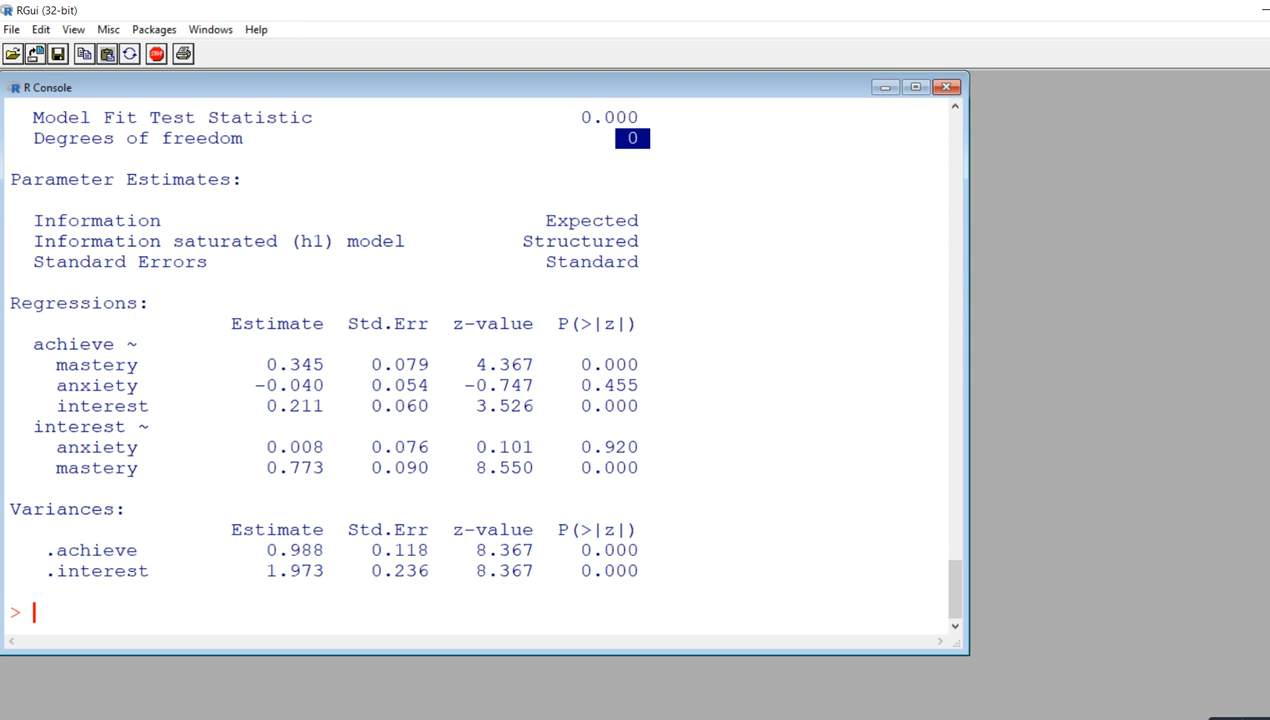 RGui (32-bit)
File Edit View Misc Packages Windows Help
STOP
R Console
Model Fit Test Statistic 0.000
Degrees of freedom 0
Parameter Estimates:
Information Expected
Information saturated (h1) model Structured
Standard Errors Standard
Regressions:
Estimate Std.Err z-value P(>|z|)
achieve ~
mastery 0.345 0.079 4.367 0.000
anxiety -0.040 0.054 -0.747 0.455
interest 0.211 0.060 3.526 0.000
interest ~
anxiety 0.008 0.076 0.101 0.920
mastery 0.773 0.090 8.550 0.000
Variances:
Estimate Std.Err z-value P(>|z|)
.achieve 0.988 0.118 8.367 0.000
.interest 1.973 0.236 8.367 0.000
>